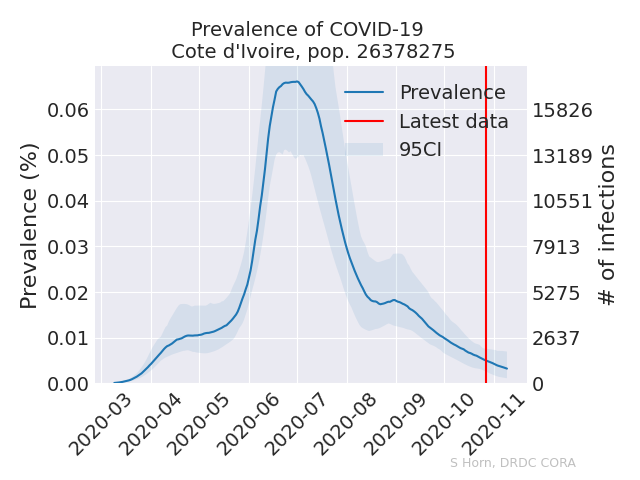 Prevalence of COVID-19
Cote d'Ivoire, pop. 26378275
Prevalence
Latest data
95CI
Prevalence (%)
0.06
0.05
0.04
0.03
0.02
0.01
0.00
15826
13189
10551
7913
5275
2637
0
# of infections
2020-03
2020-04
2020-05
2020-06
2020-07
2020-08
2020-09
2020-10
2020-11
S Horn, DRDC CORA